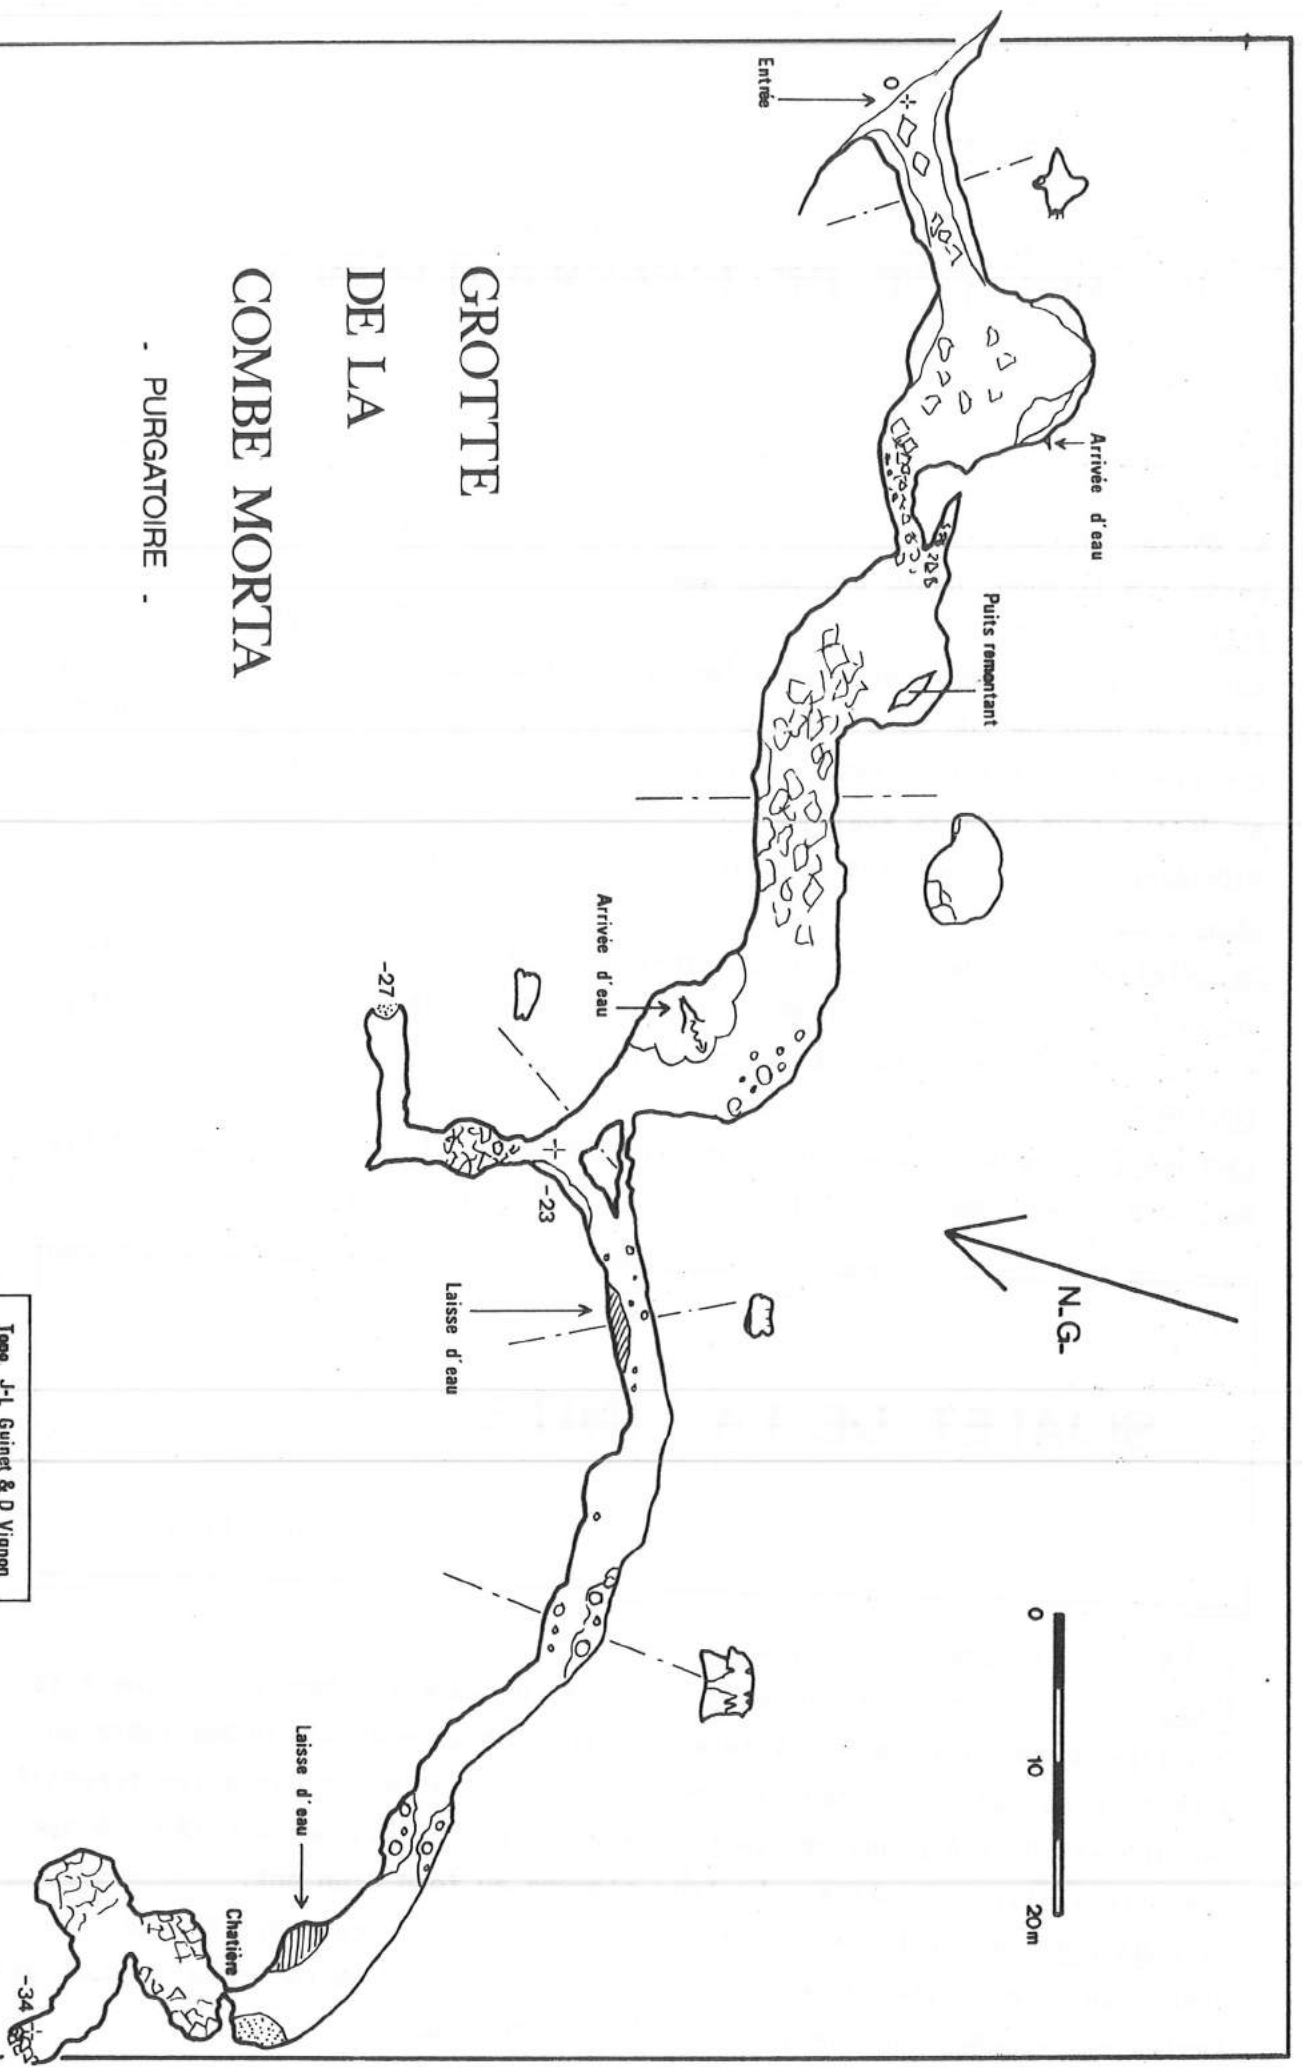 Entrée
0
Arrivée d'eau
Puits remontant
GROTTE
DE LA
COMBE MORTA
- PURGATOIRE -
Arrivée d'eau
-27
-23
N-G-
Laisse d'eau
0 10 20m
Laisse d'eau
Chatière
-34
Topo J-L Guinet & D Vignon